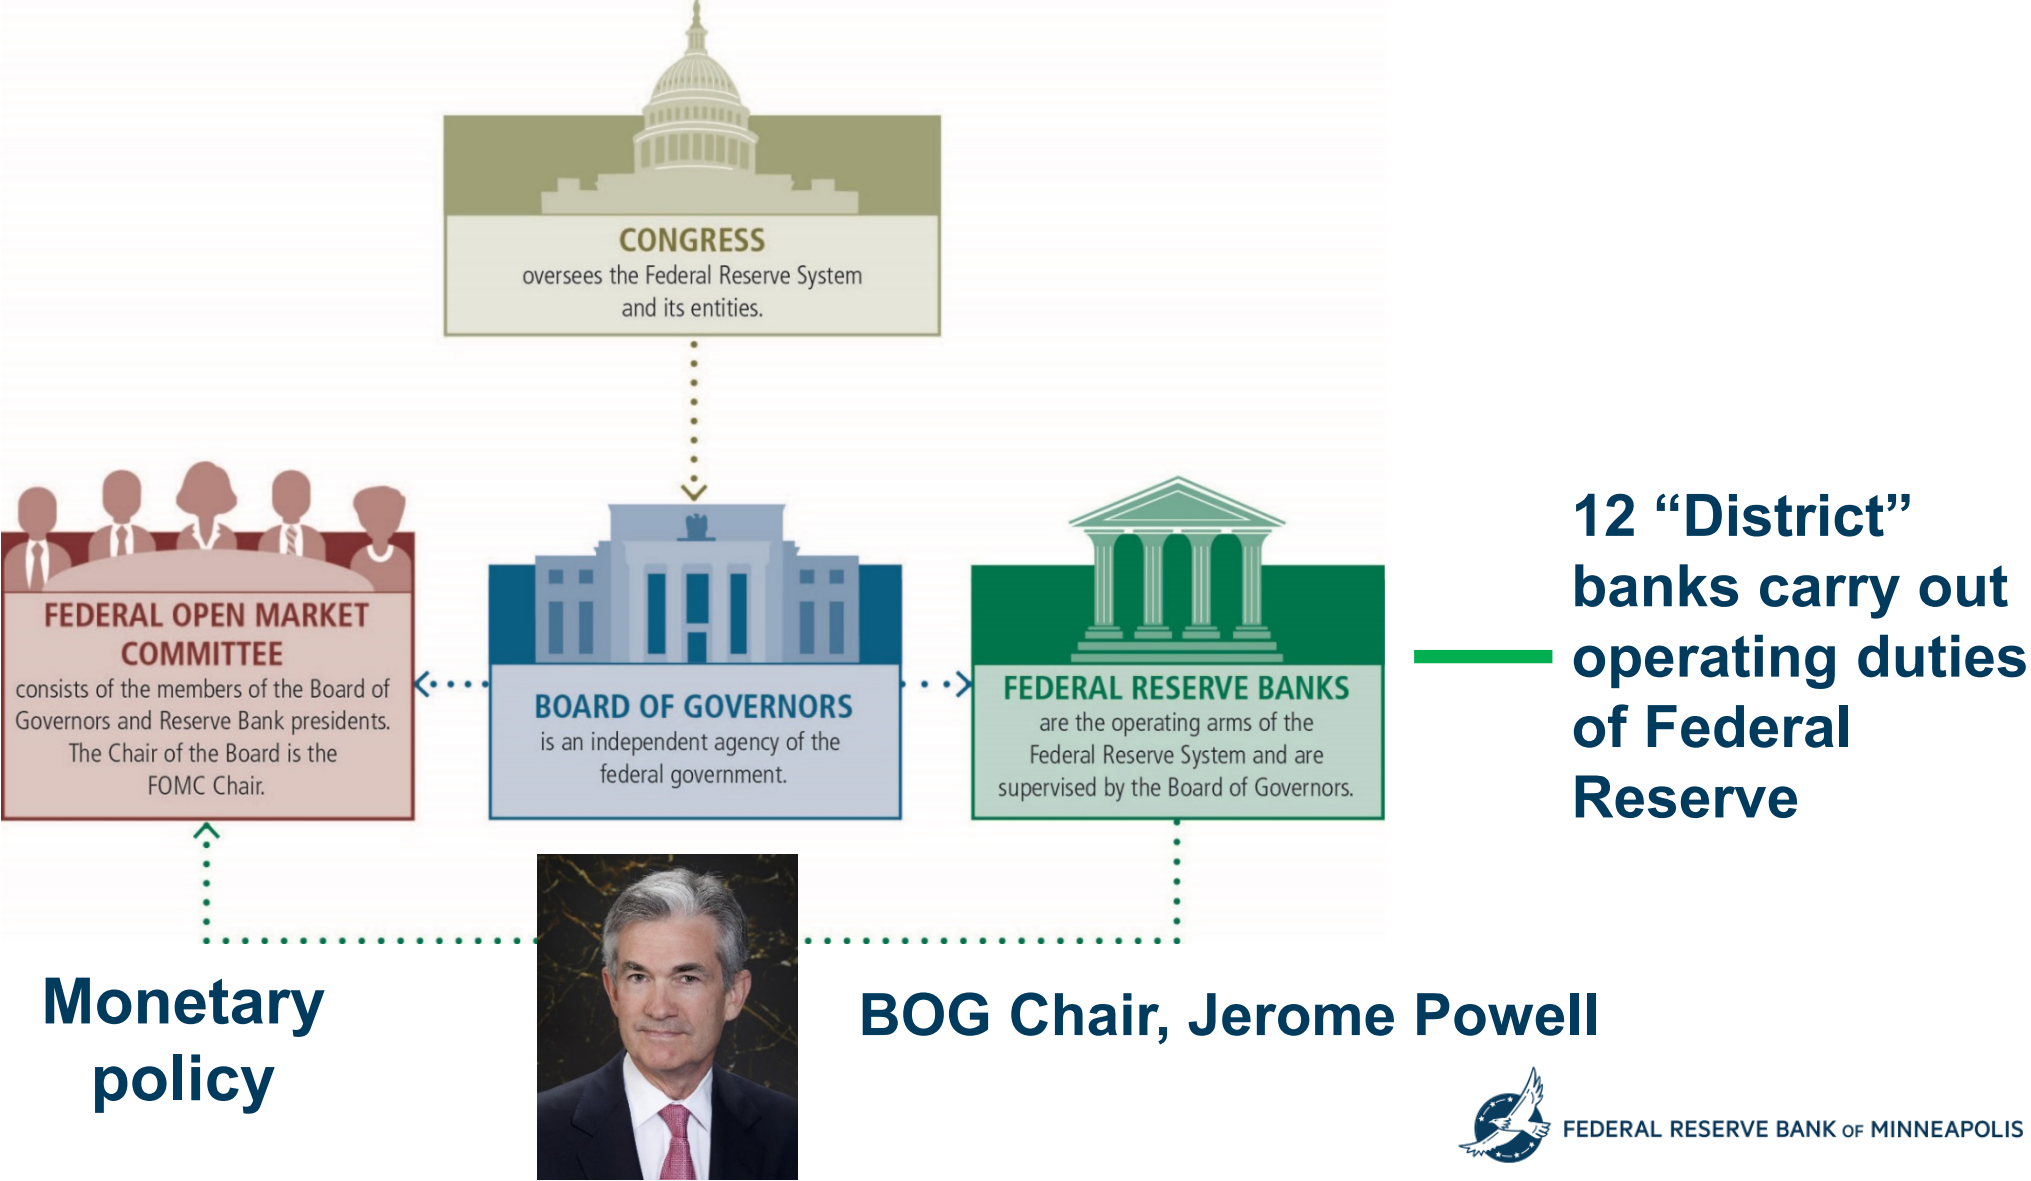 CONGRESS
oversees the Federal Reserve System
and its entities.
FEDERAL OPEN MARKET
COMMITTEE
consists of the members of the Board of
Governors and Reserve Bank presidents.
The Chair of the Board is the
FOMC Chair.
BOARD OF GOVERNORS
is an independent agency of the
federal government.
FEDERAL RESERVE BANKS
are the operating arms of the
Federal Reserve System and are
supervised by the Board of Governors.
12 “District”
banks carry out
operating duties
of Federal
Reserve
Monetary
policy
BOG Chair, Jerome Powell
FEDERAL RESERVE BANK OF MINNEAPOLIS